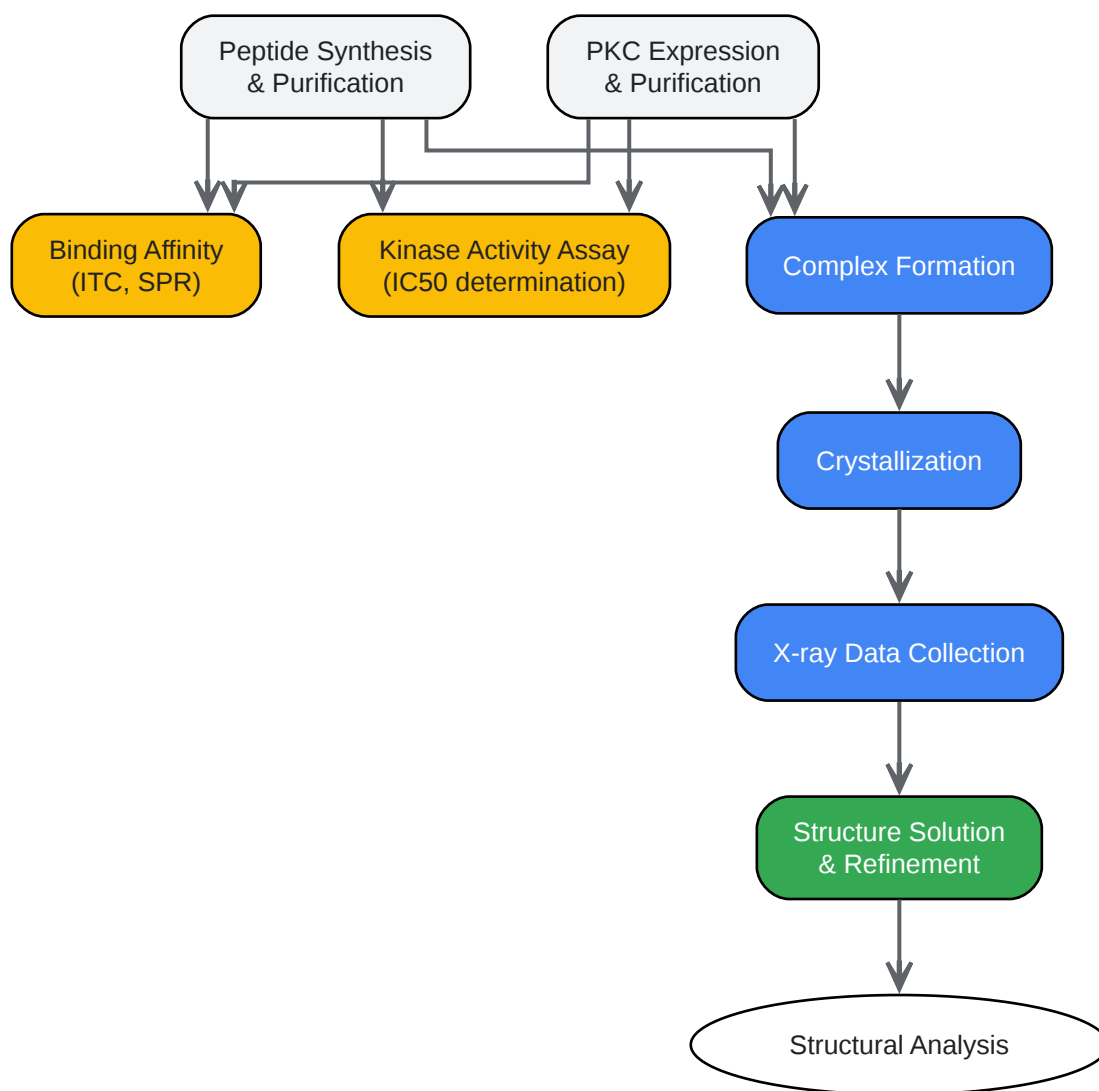 Peptide Synthesis
& Purification
PKC Expression
& Purification
Binding Affinity
(ITC, SPR)
Kinase Activity Assay
(IC50 determination)
Complex Formation
Crystallization
X-ray Data Collection
Structure Solution
& Refinement
Structural Analysis